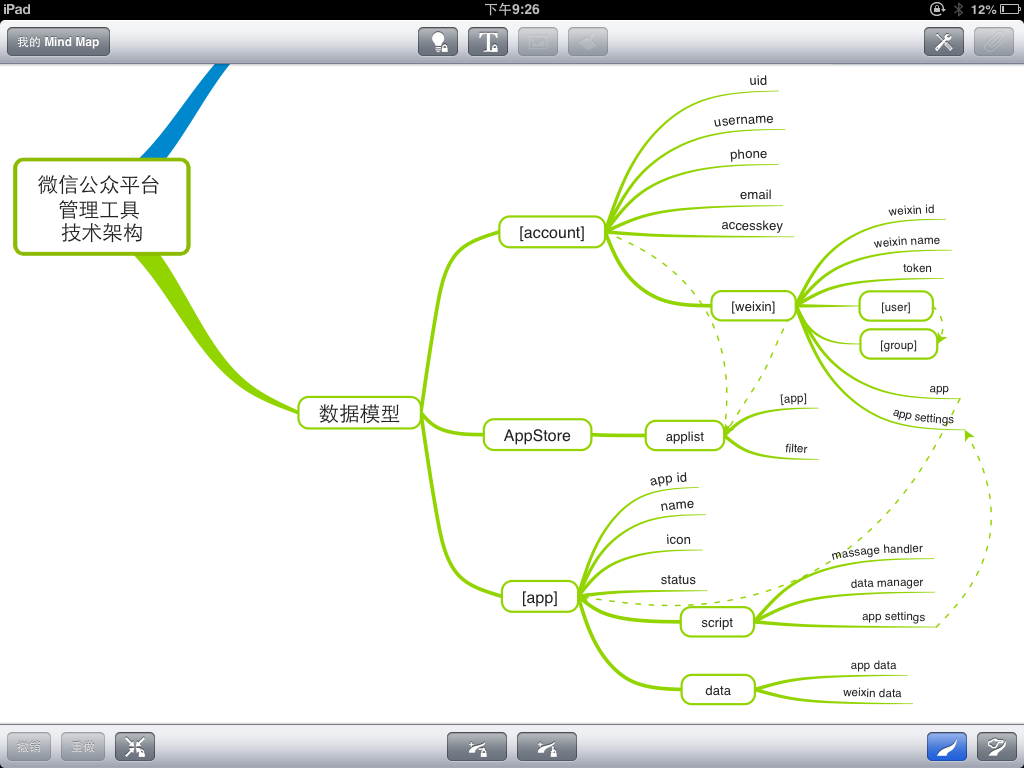 iPad
下午9:26
12%
我的 Mind Map
微信公众平台
管理工具
技术架构
数据模型
[account]
uid
username
phone
email
accesskey
[weixin]
weixin id
weixin name
token
[user]
[group]
app
app settings
AppStore
applist
[app]
filter
[app]
app id
name
icon
status
script
massage handler
data manager
app settings
data
app data
weixin data
撤销
重做